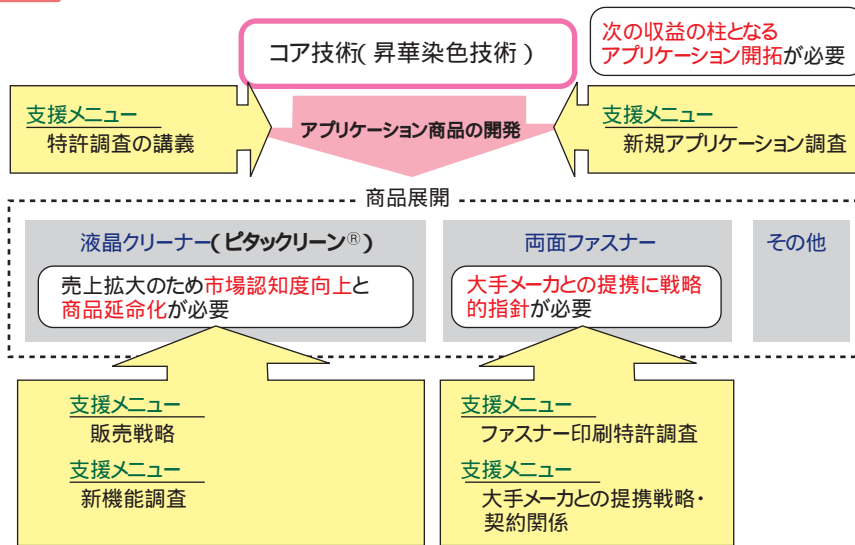 コア技術(昇華染色技術)
次の収益の柱となる
アプリケーション開拓が必要
支援メニュー
特許調査の講義
アプリケーション商品の開発
支援メニュー
新規アプリケーション調査
商品展開
液晶クリーナー(ピタックリーン®)
売上拡大のため市場認知度向上と
商品延命化が必要
両面ファスナー
大手メーカとの提携に戦略
的指針が必要
その他
支援メニュー
販売戦略
支援メニュー
新機能調査
支援メニュー
ファスナー印刷特許調査
支援メニュー
大手メーカとの提携戦略・
契約関係